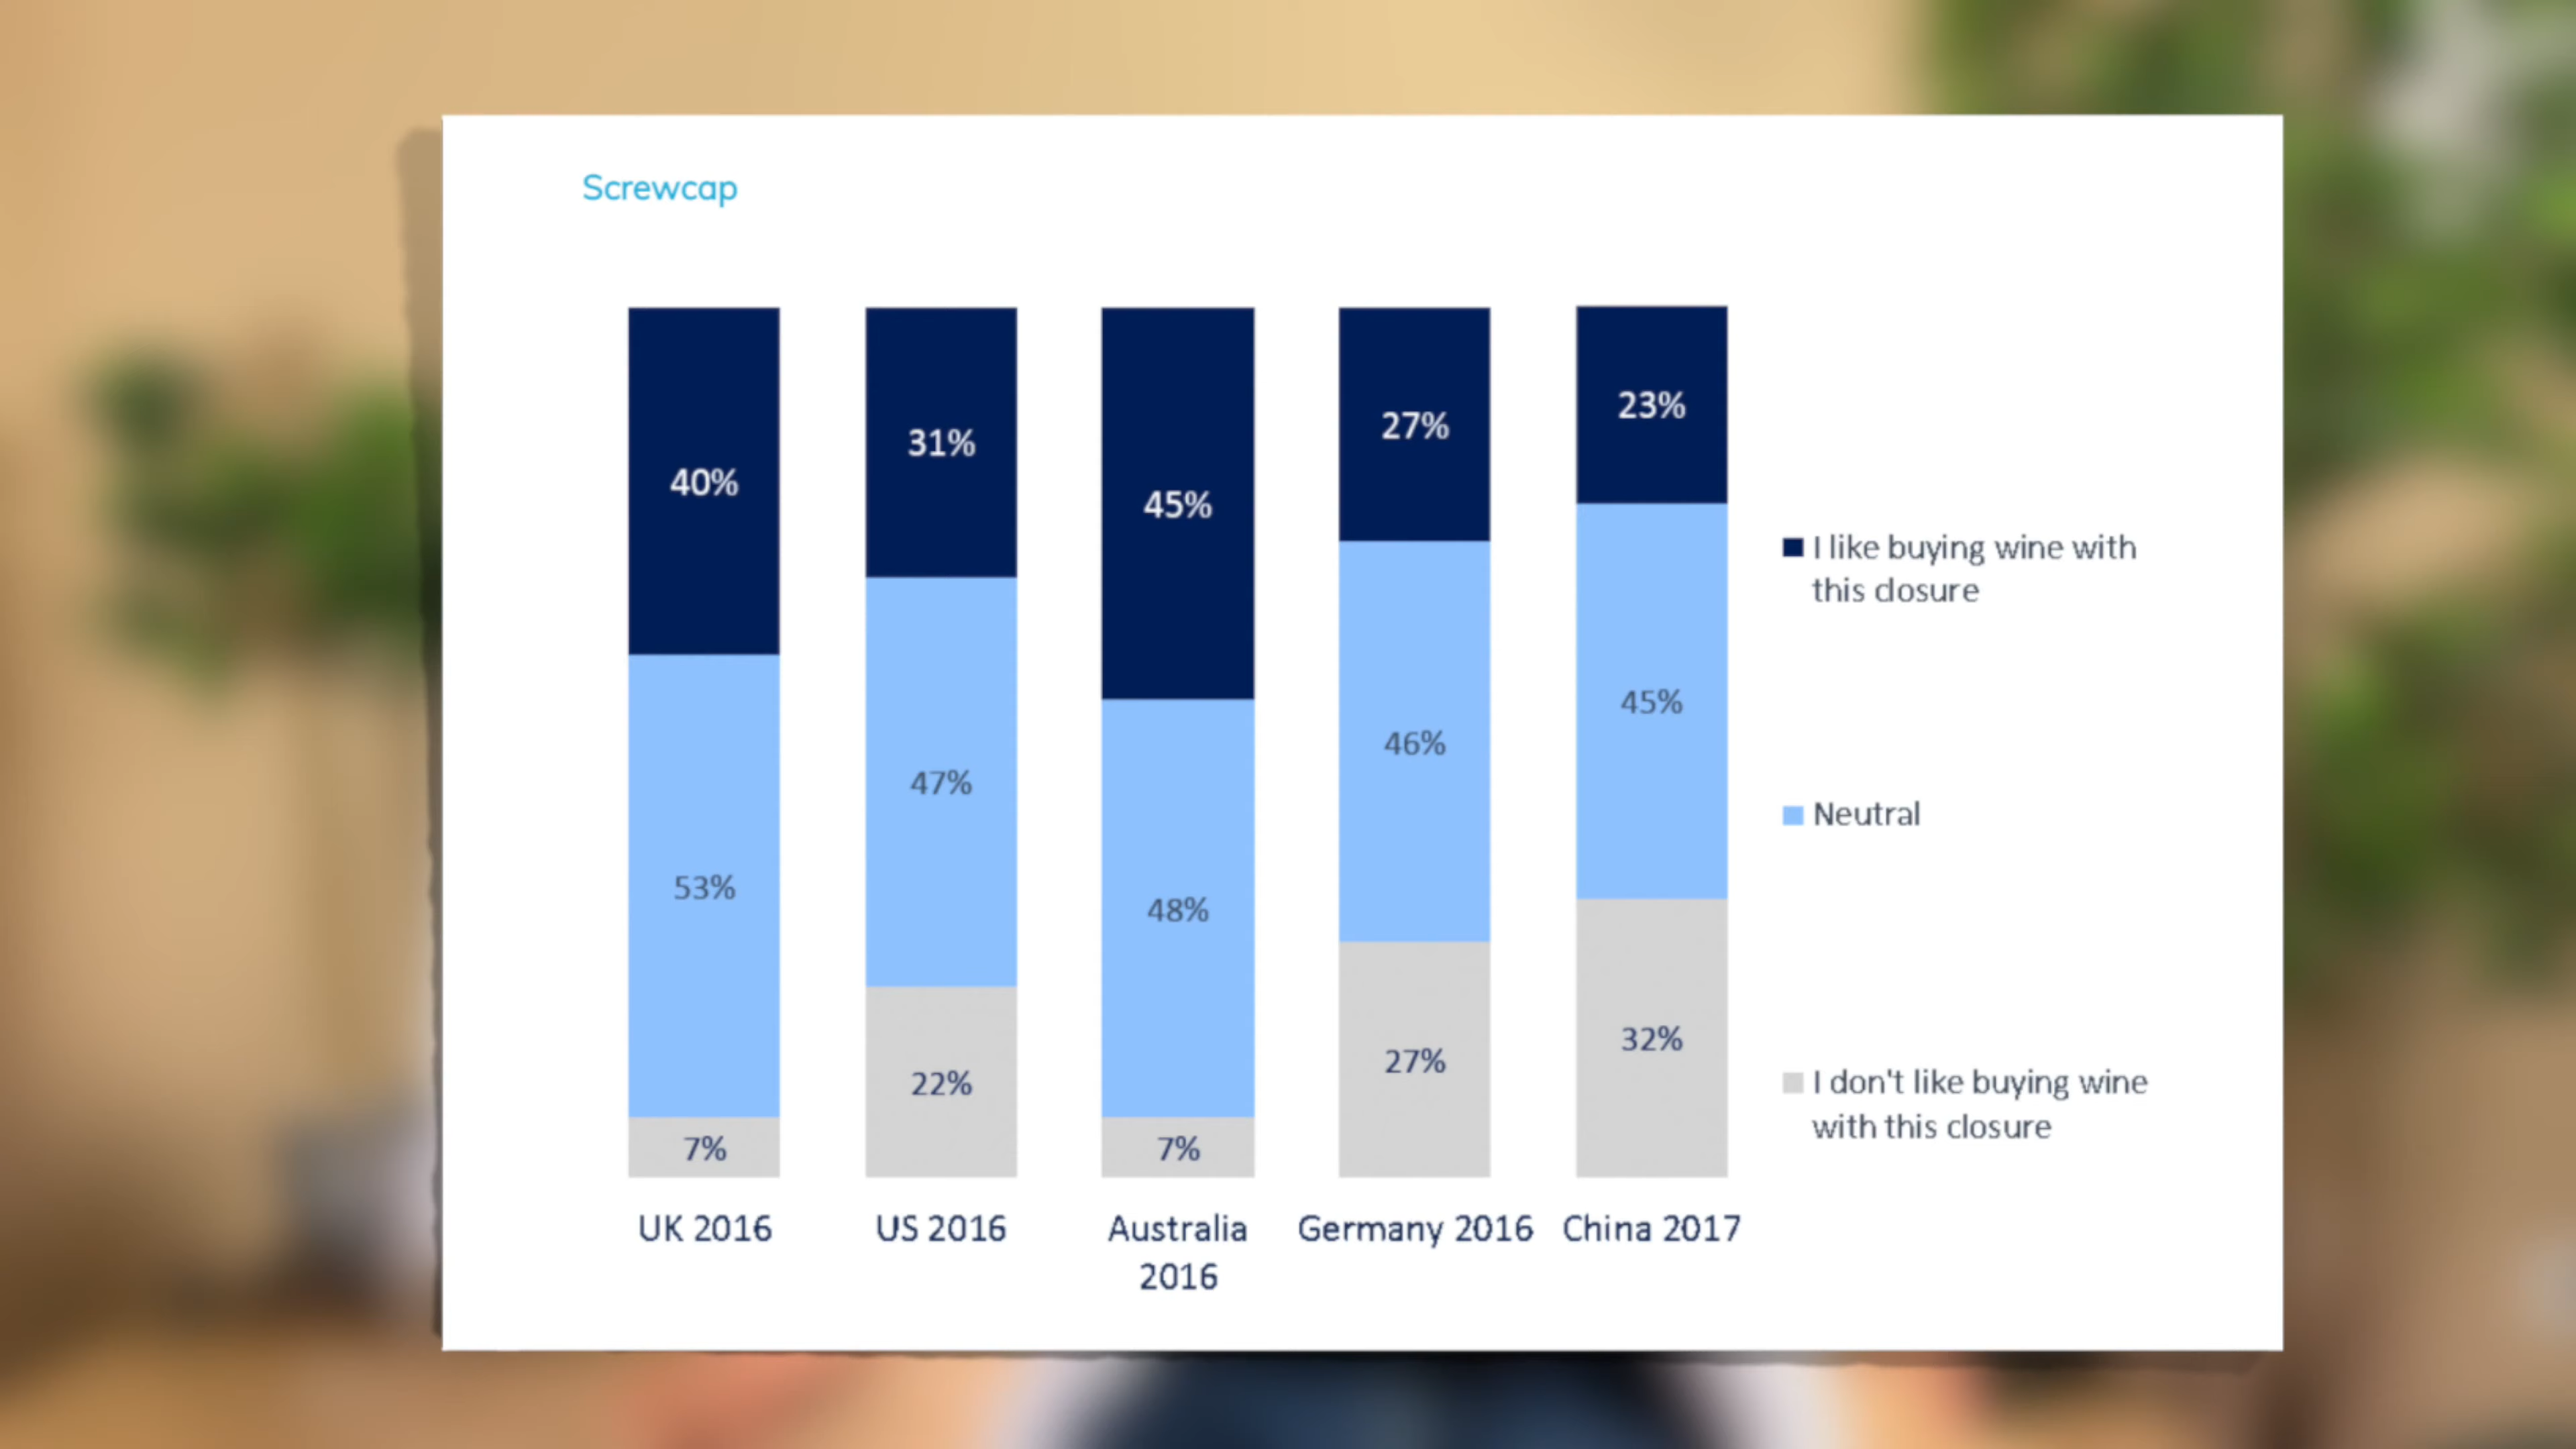 Screwcap
40%
31%
45%
27%
23%
I like buying wine with
this closure
53%
47%
48%
46%
45%
Neutral
7%
22%
7%
27%
32%
I don't like buying wine
with this closure
UK 2016
US 2016
Australia
2016
Germany 2016
China 2017